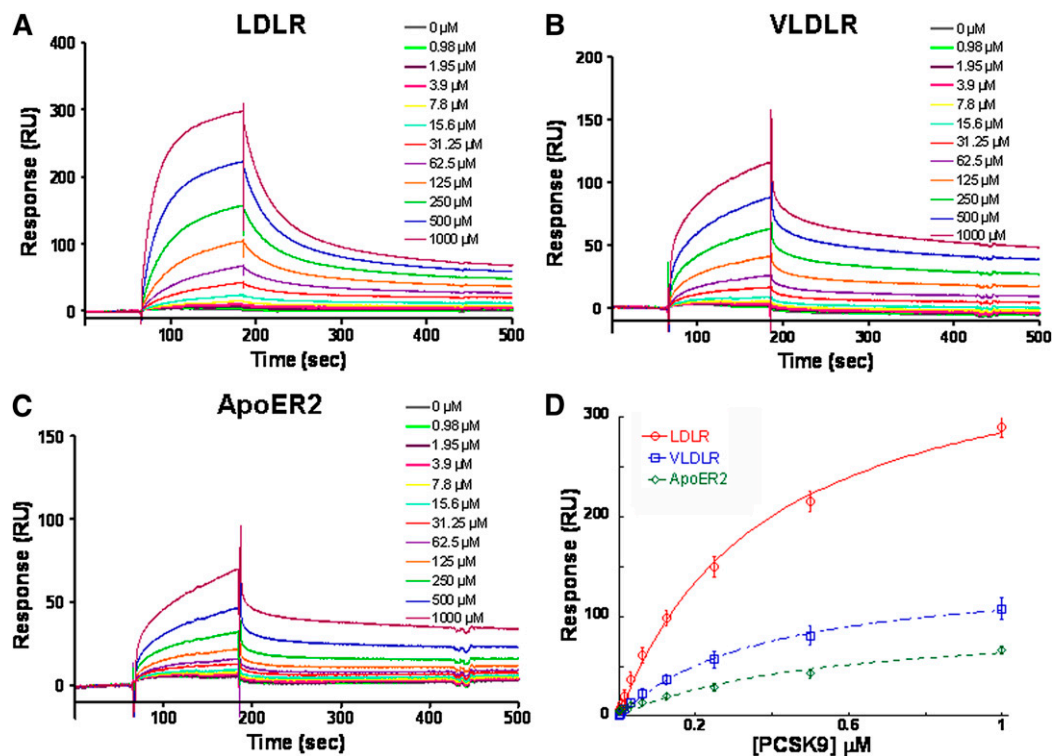 A
LDLR
Response (RU)
400
300
200
100
0
100
200
300
400
500
Time (sec)
0 µM
0.98 µM
1.95 µM
3.9 µM
7.8 µM
15.6 µM
31.25 µM
62.5 µM
125 µM
250 µM
500 µM
1000 µM
B
VLDLR
Response (RU)
200
150
100
50
0
100
200
300
400
500
Time (sec)
0 µM
0.98 µM
1.95 µM
3.9 µM
7.8 µM
15.6 µM
31.25 µM
62.5 µM
125 µM
250 µM
500 µM
1000 µM
C
ApoER2
Response (RU)
150
100
50
0
100
200
300
400
500
Time (sec)
0 µM
0.98 µM
1.95 µM
3.9 µM
7.8 µM
15.6 µM
31.25 µM
62.5 µM
125 µM
250 µM
500 µM
1000 µM
D
LDLR
VLDLR
ApoER2
Response (RU)
300
200
100
0
0.2
0.6
1
[PCSK9] µM